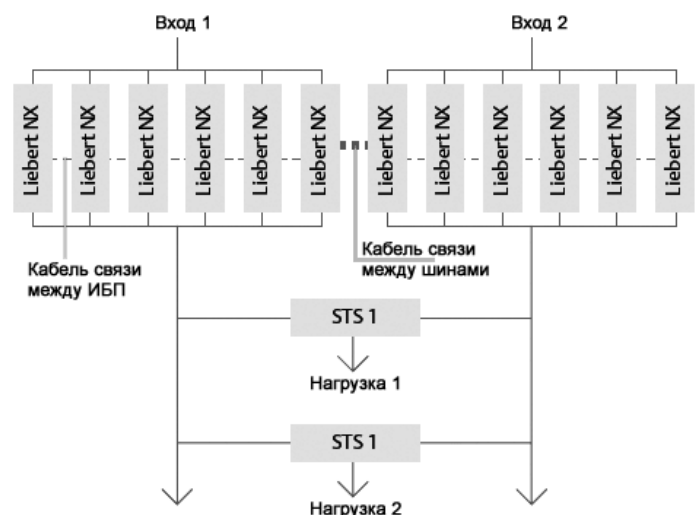 Вход 1
Вход 2
Liebert NX
Liebert NX
Liebert NX
Liebert NX
Liebert NX
Liebert NX
Liebert NX
Liebert NX
Liebert NX
Liebert NX
Liebert NX
Liebert NX
Кабель связи
между ИБП
Кабель связи
между шинами
STS 1
Нагрузка 1
STS 1
Нагрузка 2